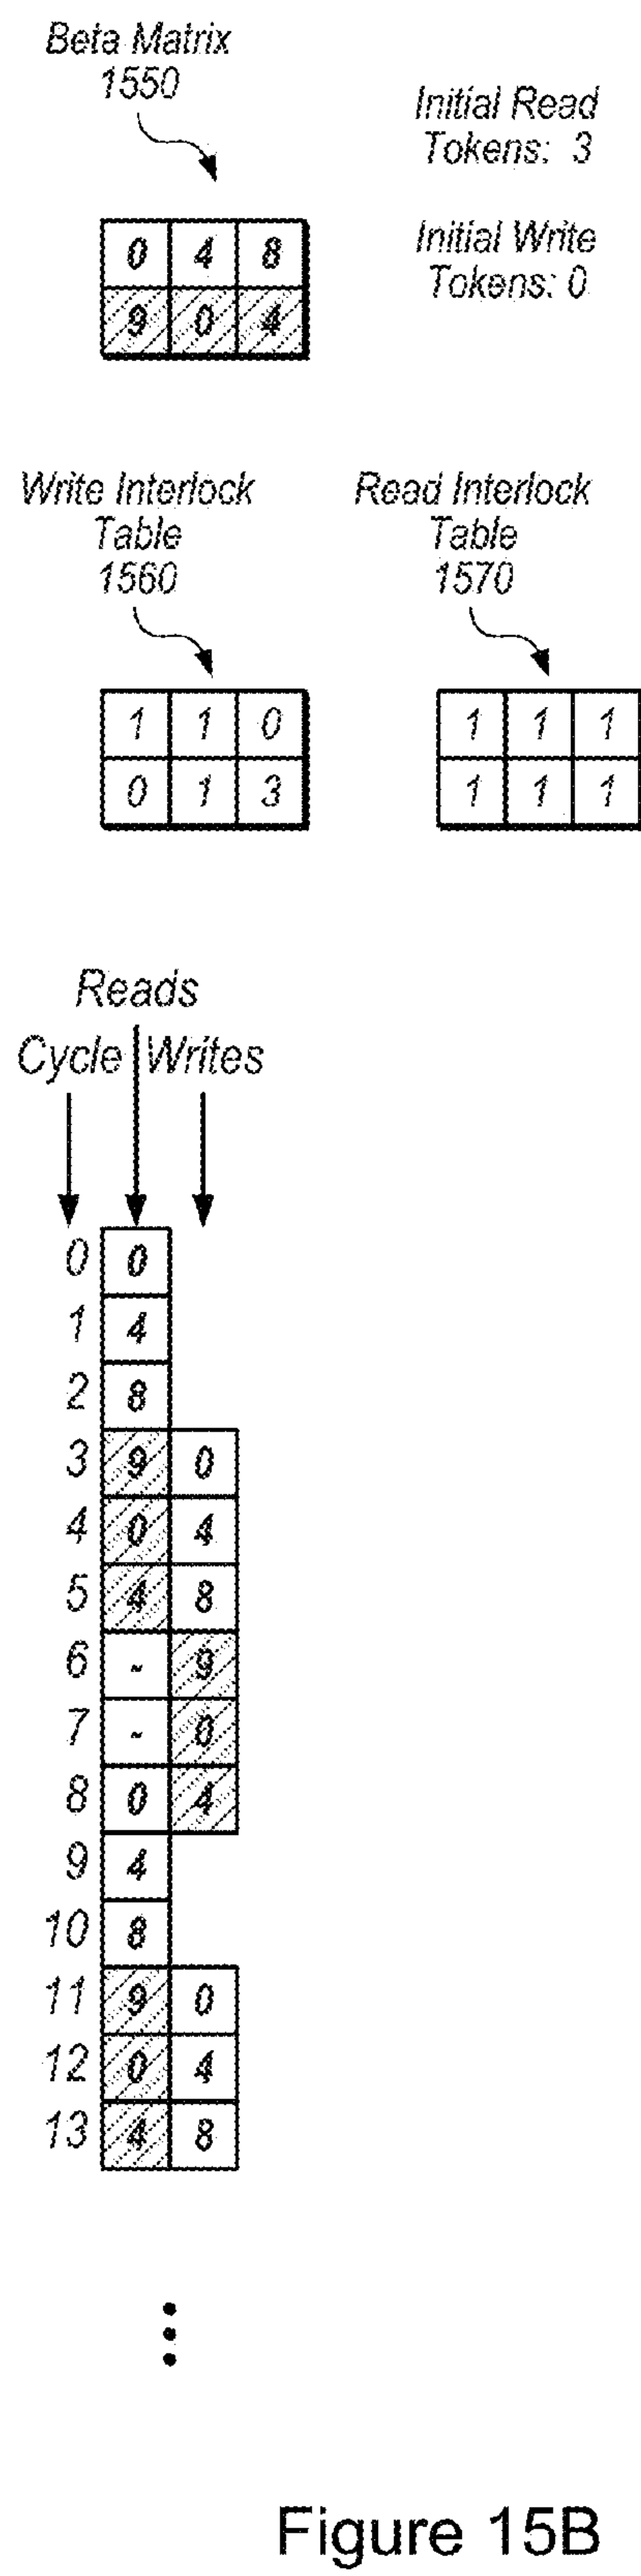 Beta Matrix
1550
Initial Read
Tokens: 3
Initial Write
Tokens: 0
0 4 8
9 0 4
Write Interlock
Table
1560
Read Interlock
Table
1570
1 1 0
0 1 3
1 1 1
1 1 1
Reads
Cycle Writes
0 0
1 4
2 8
3 9 0
4 0 4
5 4 8
6 - 9
7 - 0
8 0 4
9 4
10 8
11 9 0
12 0 4
13 4 8
Figure 15B